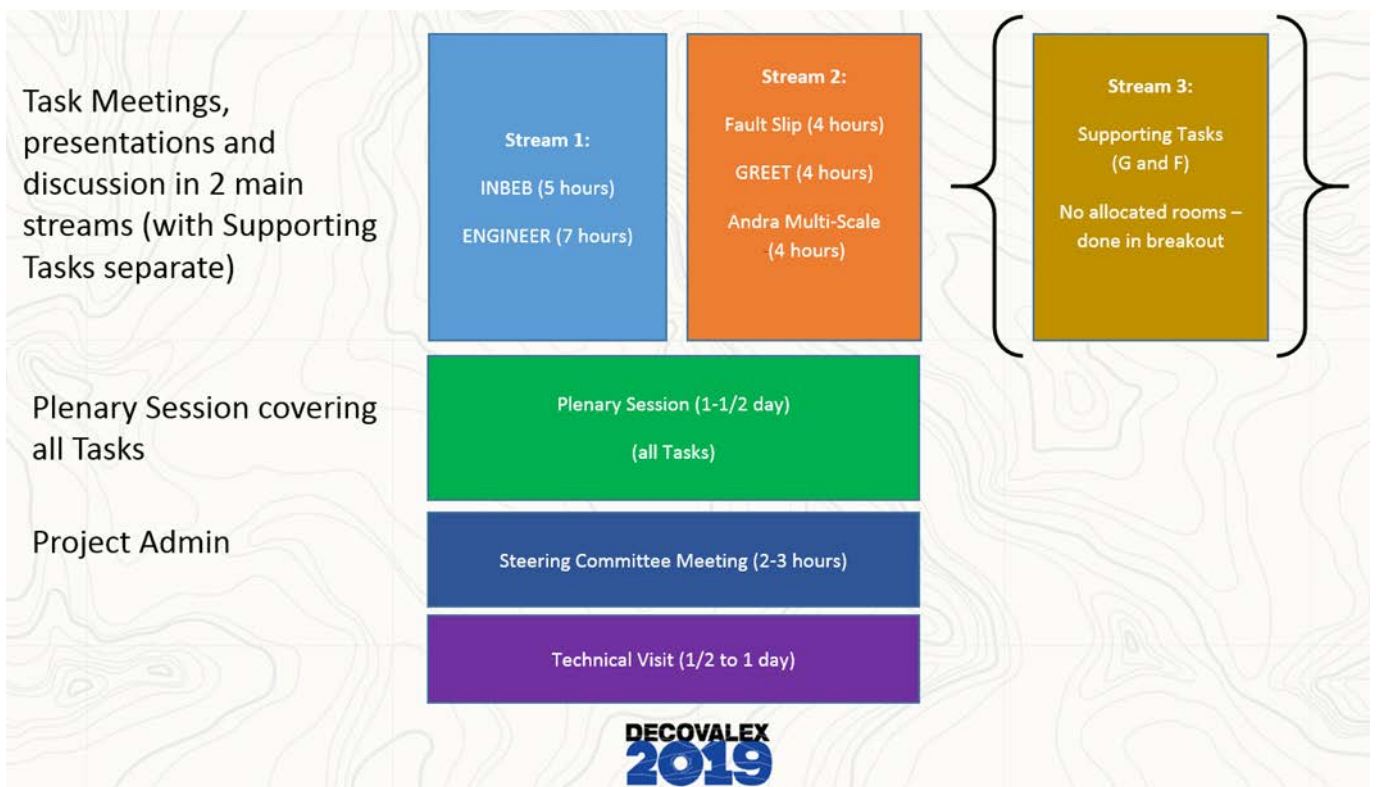 Task Meetings,
presentations and
discussion in 2 main
streams (with Supporting
Tasks separate)
Stream 1:
INBEB (5 hours)
ENGINEER (7 hours)
Stream 2:
Fault Slip (4 hours)
GREET (4 hours)
Andra Multi-Scale
(4 hours)
Stream 3:
Supporting Tasks
(G and F)
No allocated rooms –
done in breakout
Plenary Session covering
all Tasks
Plenary Session (1-1/2 day)
(all Tasks)
Project Admin
Steering Committee Meeting (2-3 hours)
Technical Visit (1/2 to 1 day)
DECOVALEX
2019